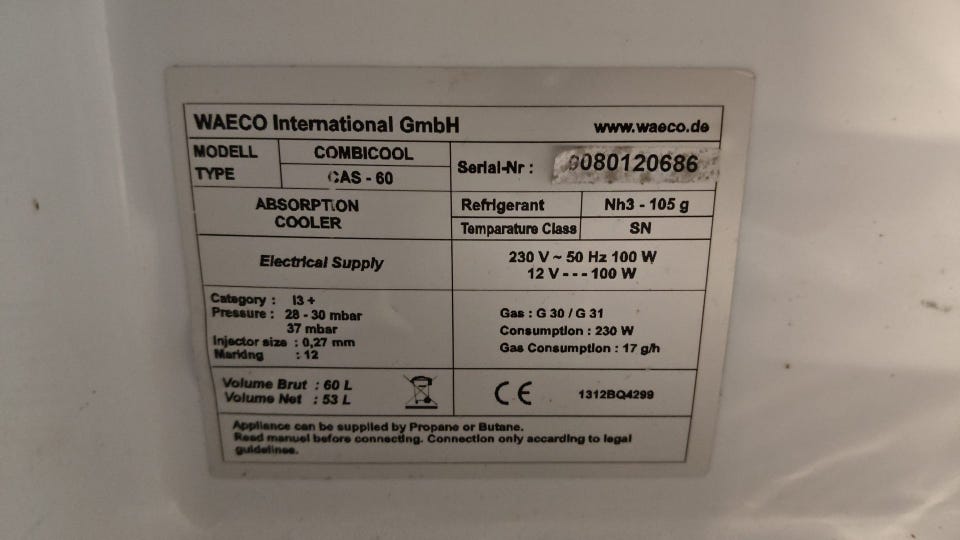 WAECO International GmbH www.waeco.de
MODELL COMBICOOL
TYPE CAS - 60
Serial-Nr : 0080120686
ABSORPTION
COOLER
Refrigerant Nh3 - 105 g
Temparature Class SN
Electrical Supply
230 V ~ 50 Hz 100 W
12 V - - - 100 W
Category : I3 +
Pressure : 28 - 30 mbar
37 mbar
Injector size : 0,27 mm
Marking : 12
Gas : G 30 / G 31
Consumption : 230 W
Gas Consumption : 17 g/h
Volume Brut : 60 L
Volume Net : 53 L
CE 1312BQ4299
Appliance can be supplied by Propane or Butane.
Read manuel before connecting. Connection only according to legal
guidelines.